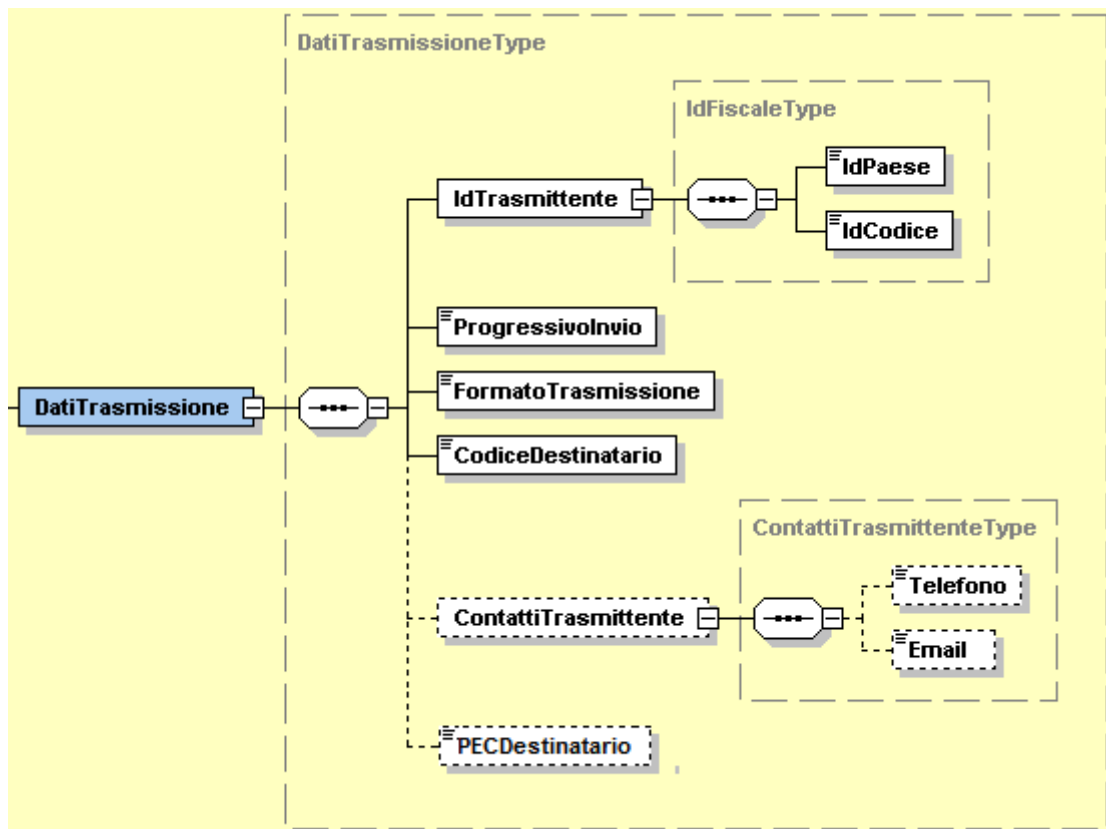 DatiTrasmissioneType
IdFiscaleType
IdPaese
IdTrasmittente
IdCodice
ProgressivoInvio
FormatoTrasmissione
DatiTrasmissione
CodiceDestinatario
ContattiTrasmittenteType
Telefono
ContattiTrasmittente
Email
PECDestinatario